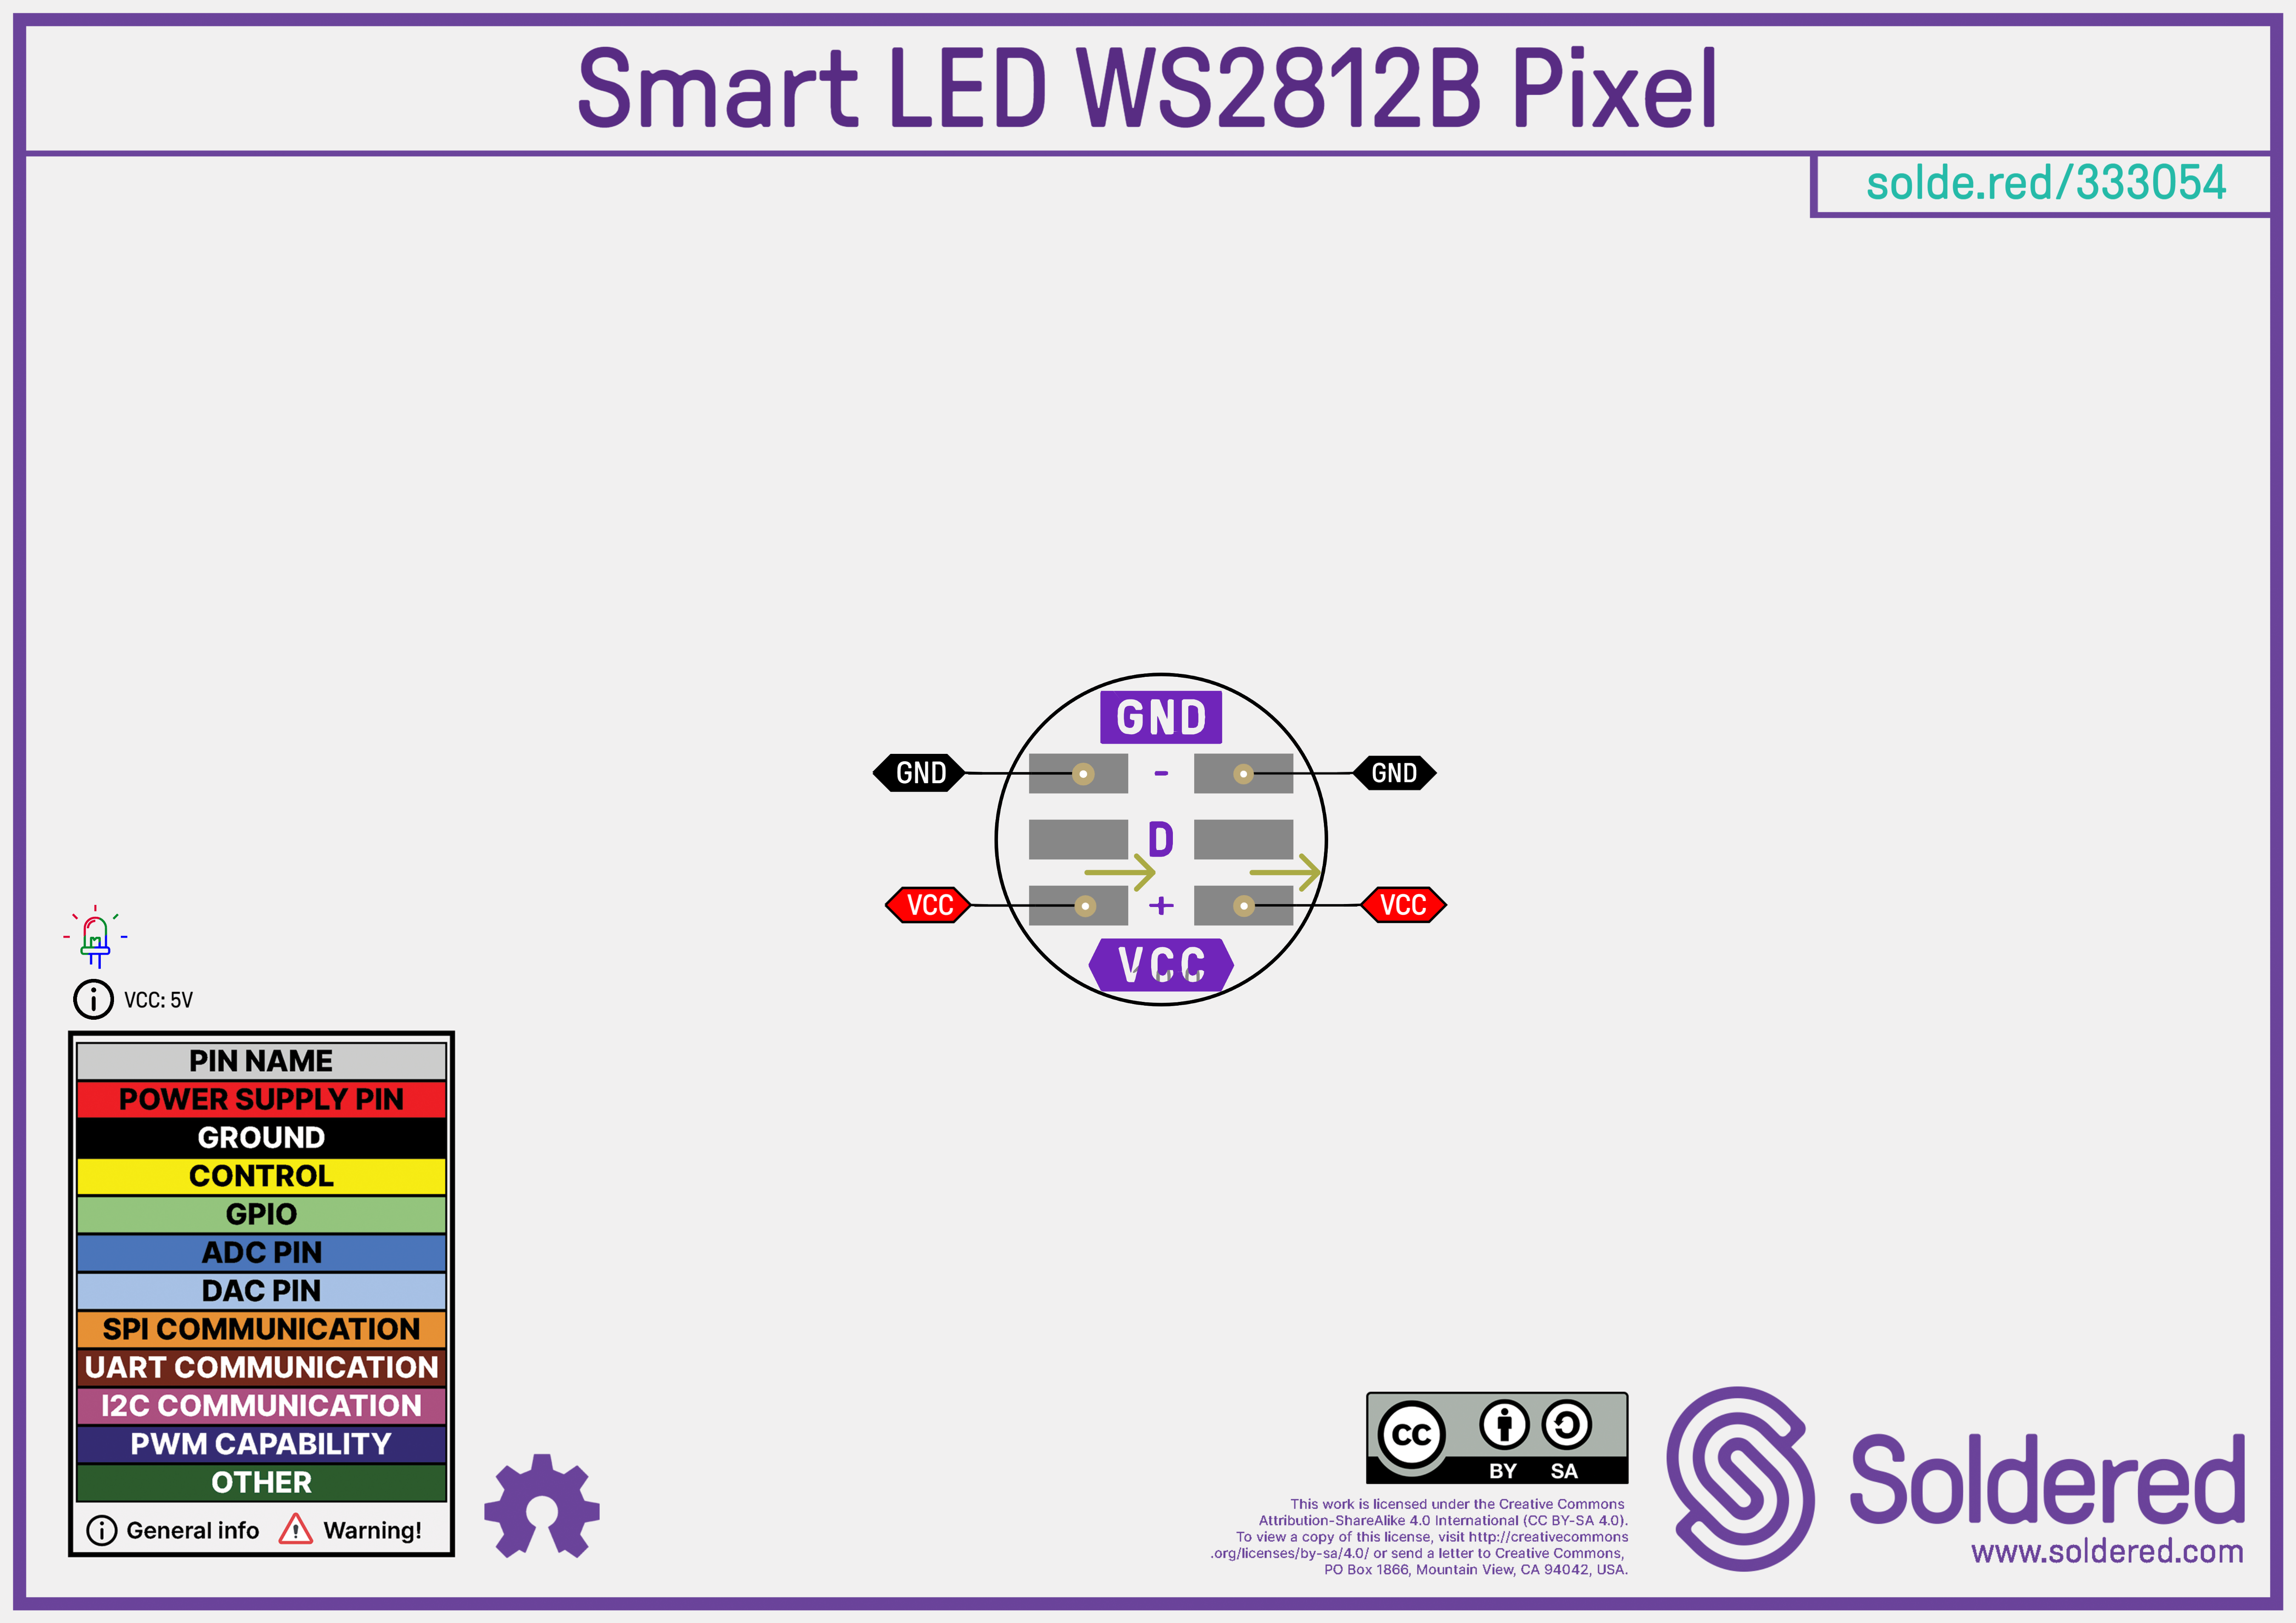 Smart LED WS2812B Pixel
solde.red/333054
GND
GND - GND
D
VCC + VCC
VCC
VCC: 5V
PIN NAME
POWER SUPPLY PIN
GROUND
CONTROL
GPIO
ADC PIN
DAC PIN
SPI COMMUNICATION
UART COMMUNICATION
I2C COMMUNICATION
PWM CAPABILITY
OTHER
General info Warning!
CC BY SA
This work is licensed under the Creative Commons
Attribution-ShareAlike 4.0 International (CC BY-SA 4.0).
To view a copy of this license, visit http://creativecommons
.org/licenses/by-sa/4.0/ or send a letter to Creative Commons,
PO Box 1866, Mountain View, CA 94042, USA.
Soldered
www.soldered.com